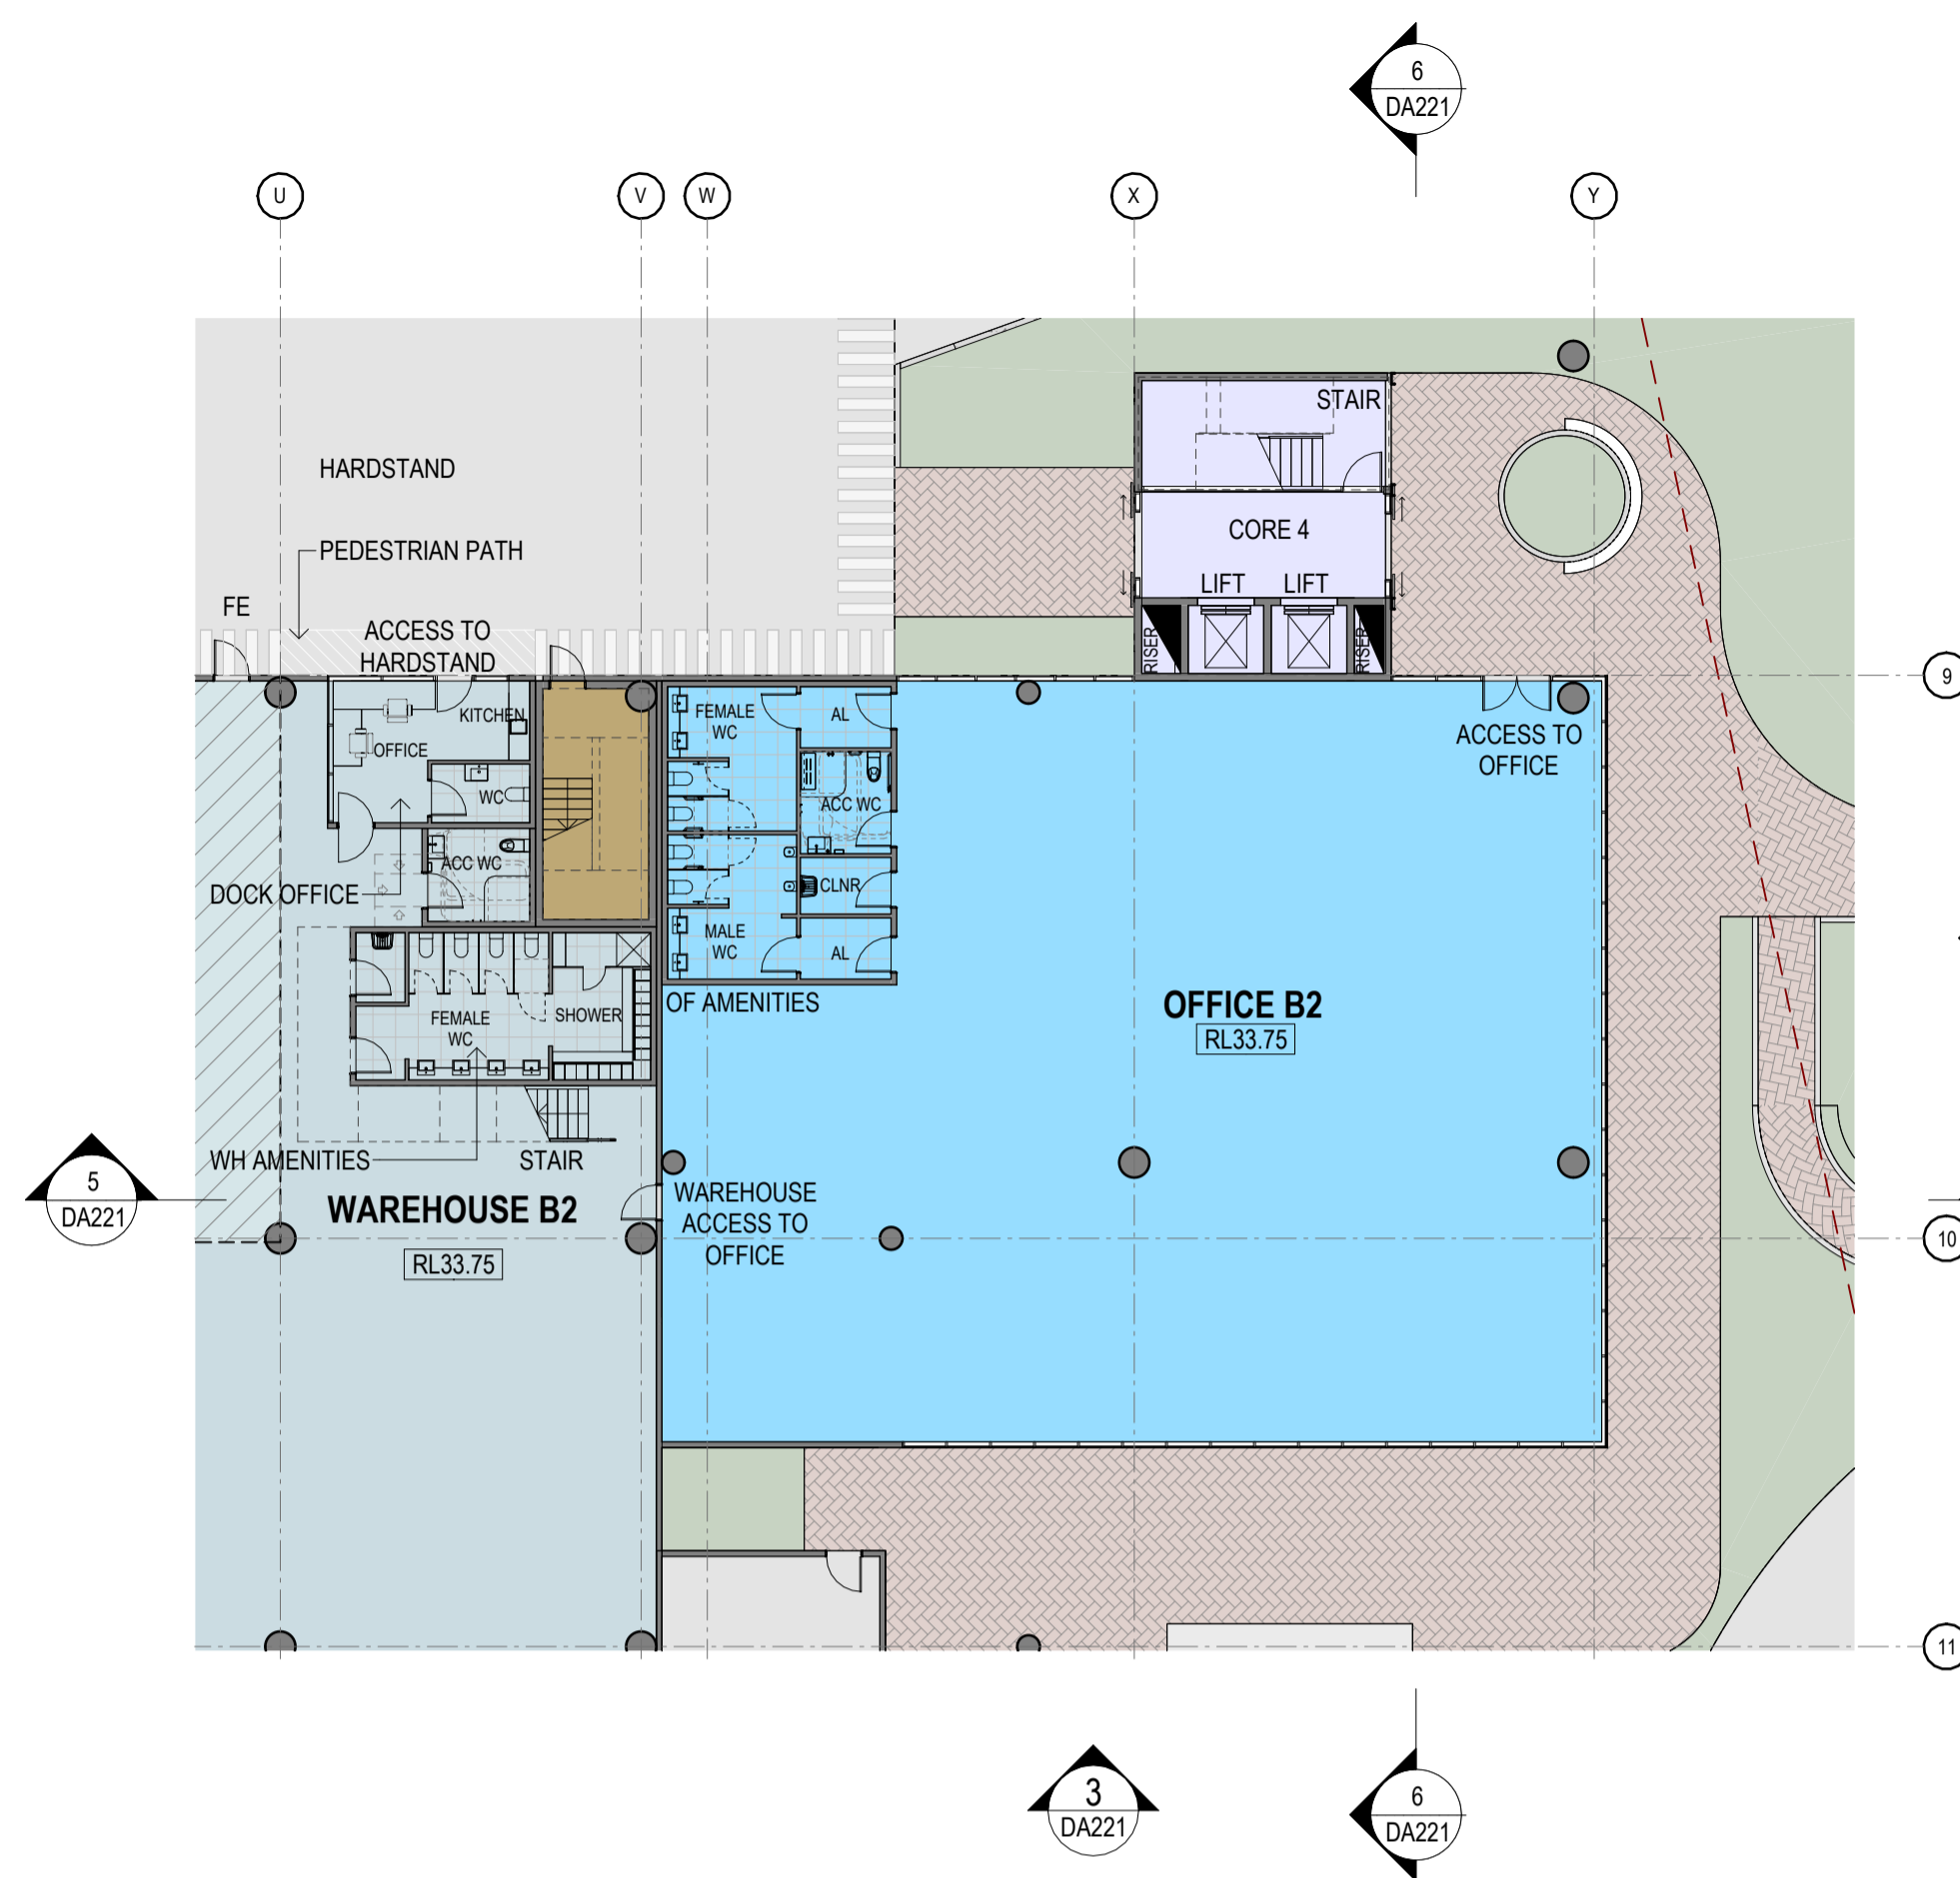 6
DA221
U
V
W
X
Y
STAIR
HARDSTAND
CORE 4
PEDESTRIAN PATH
LIFT
LIFT
FE
ACCESS TO
HARDSTAND
RISER
RISER
9
KITCHEN
FEMALE
WC
AL
OFFICE
ACCESS TO
OFFICE
WC
ACC WC
ACC WC
DOCK OFFICE
CLNR
MALE
WC
AL
OF AMENITIES
OFFICE B2
RL33.75
FEMALE
WC
SHOWER
WH AMENITIES
STAIR
5
DA221
WAREHOUSE B2
RL33.75
WAREHOUSE
ACCESS TO
OFFICE
10
11
3
DA221
6
DA221